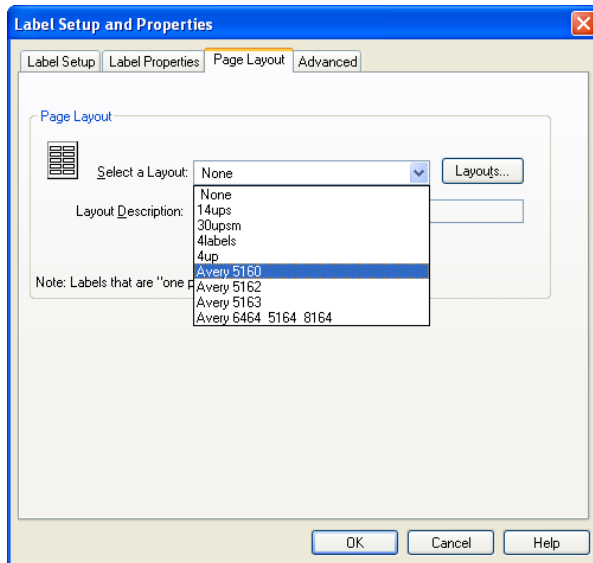 Label Setup and Properties
Label Setup Label Properties Page Layout Advanced
Page Layout
Select a Layout: None Layouts...
None
Layout Description: 14ups
30upsm
4labels
4up
Avery 5160
Note: Labels that are "one Avery 5162
Avery 5163
Avery 6464 5164 8164
OK Cancel Help